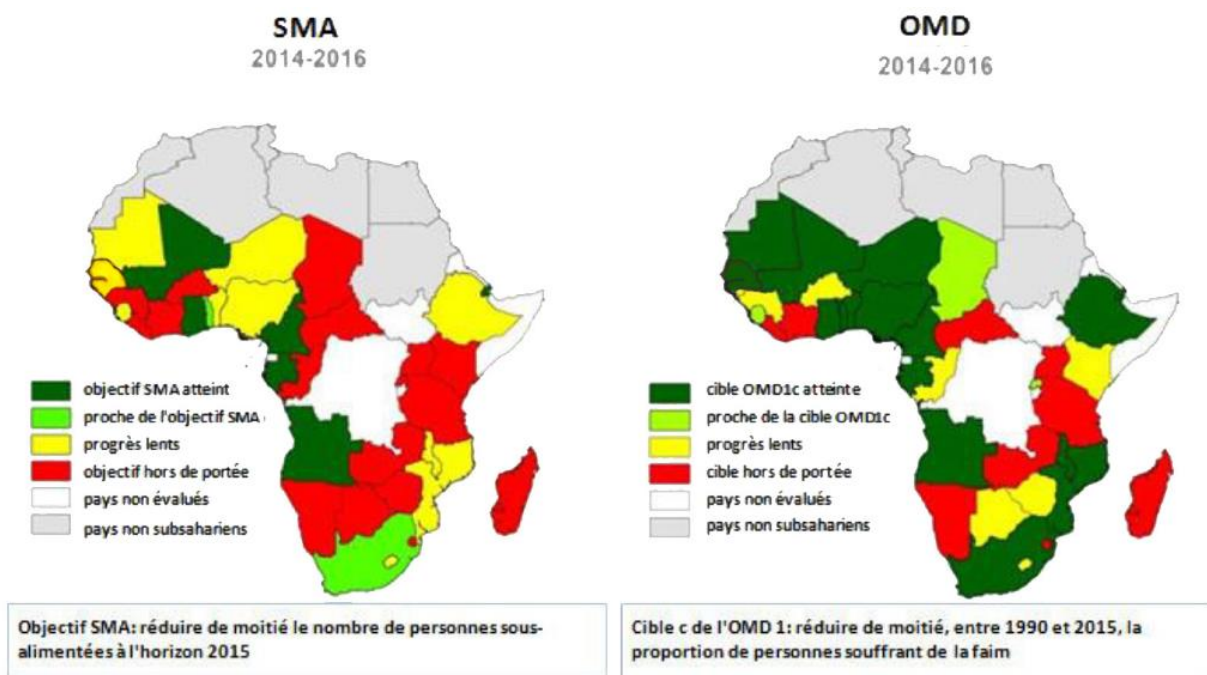 SMA
2014-2016
objectif SMA atteint
proche de l'objectif SMA
progrès lents
objectif hors de portée
pays non évalués
pays non subsahariens
Objectif SMA: réduire de moitié le nombre de personnes sous-
alimentées à l'horizon 2015
OMD
2014-2016
cible OMD1c atteinte
proche de la cible OMD1c
progrès lents
cible hors de portée
pays non évalués
pays non subsahariens
Cible c de l'OMD 1: réduire de moitié, entre 1990 et 2015, la
proportion de personnes souffrant de la faim